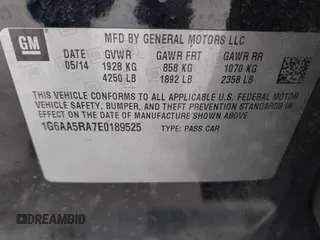 GM
MFD BY GENERAL MOTORS LLC
05/14 GVWR GAWR FRT GAWR RR
1928 KG 858 KG 1070 KG
4250 LB 1892 LB 2358 LB
THIS VEHICLE CONFORMS TO ALL APPLICABLE U.S. FEDERAL MOTOR
VEHICLE SAFETY, BUMPER, AND THEFT PREVENTION STANDARDS IN
EFFECT ON THE DATE OF MANUFACTURE SHOWN ABOVE.
1G6AA5RA7E0189525 TYPE: PASS CAR
DREAMBID